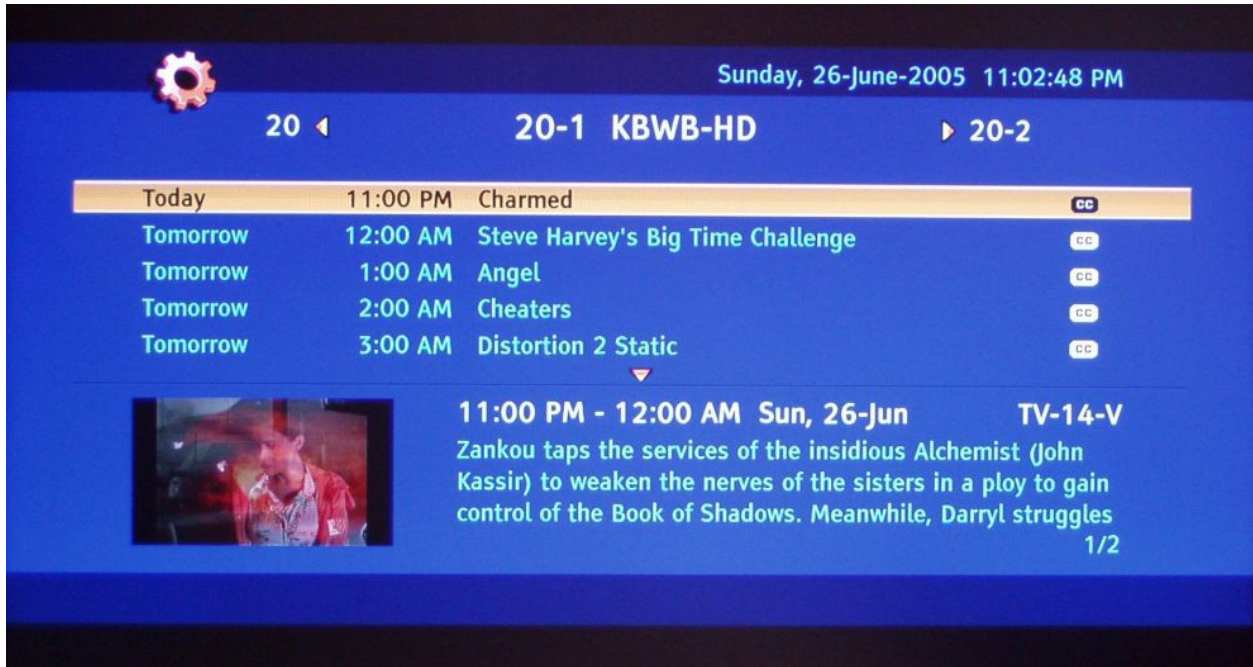 Sunday, 26-June-2005 11:02:48 PM
20 20-1 KBWB-HD 20-2
Today 11:00 PM Charmed CC
Tomorrow 12:00 AM Steve Harvey's Big Time Challenge CC
Tomorrow 1:00 AM Angel CC
Tomorrow 2:00 AM Cheaters CC
Tomorrow 3:00 AM Distortion 2 Static CC
11:00 PM - 12:00 AM Sun, 26-Jun TV-14-V
Zankou taps the services of the insidious Alchemist (John
Kassir) to weaken the nerves of the sisters in a ploy to gain
control of the Book of Shadows. Meanwhile, Darryl struggles
1/2